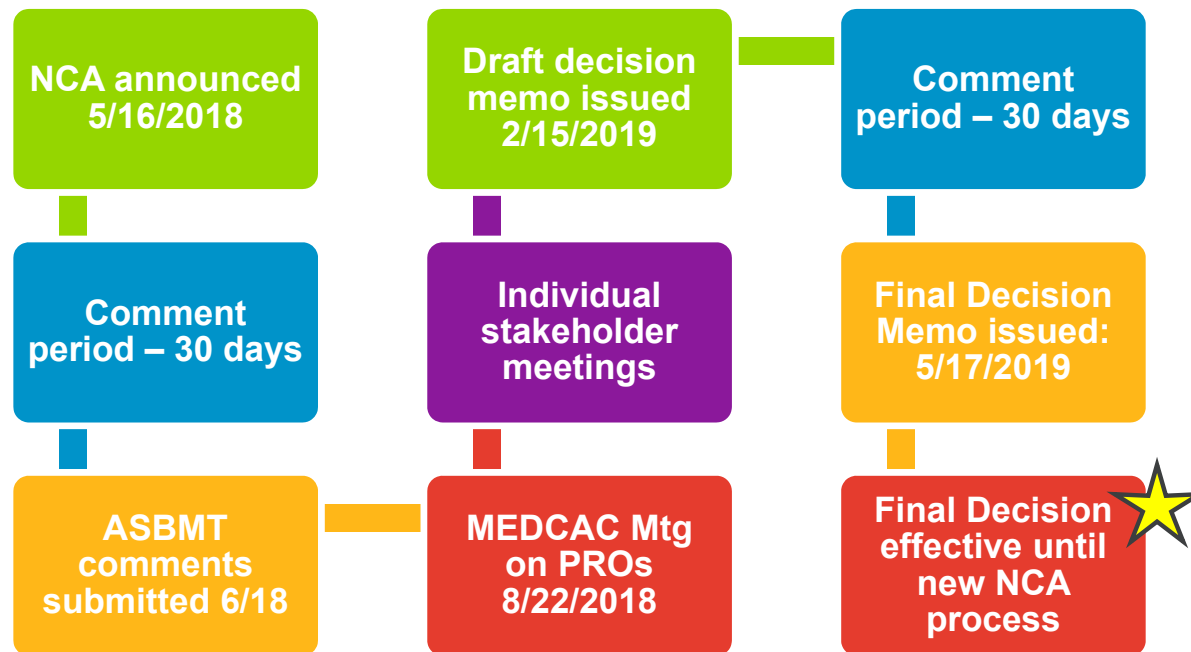 NCA announced
5/16/2018
Comment
period – 30 days
ASBMT
comments
submitted 6/18
MEDCAC Mtg
on PROs
8/22/2018
Individual
stakeholder
meetings
Draft decision
memo issued
2/15/2019
Comment
period – 30 days
Final Decision
Memo issued:
5/17/2019
Final Decision
effective until
new NCA
process